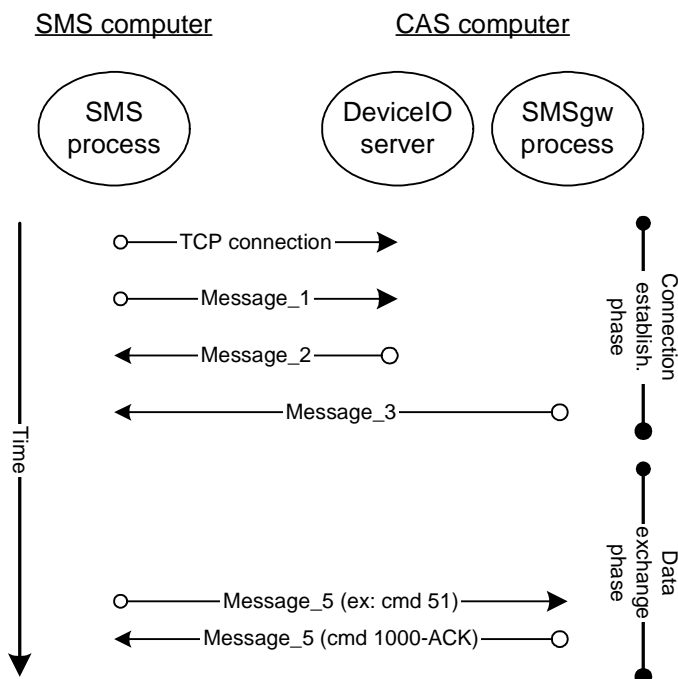 SMS computer
CAS computer
SMS
process
DeviceIO
server
SMSgw
process
TCP connection
Message_1
Message_2
Message_3
Connection
establish.
phase
Time
Message_5 (ex: cmd 51)
Message_5 (cmd 1000-ACK)
Data
exchange
phase